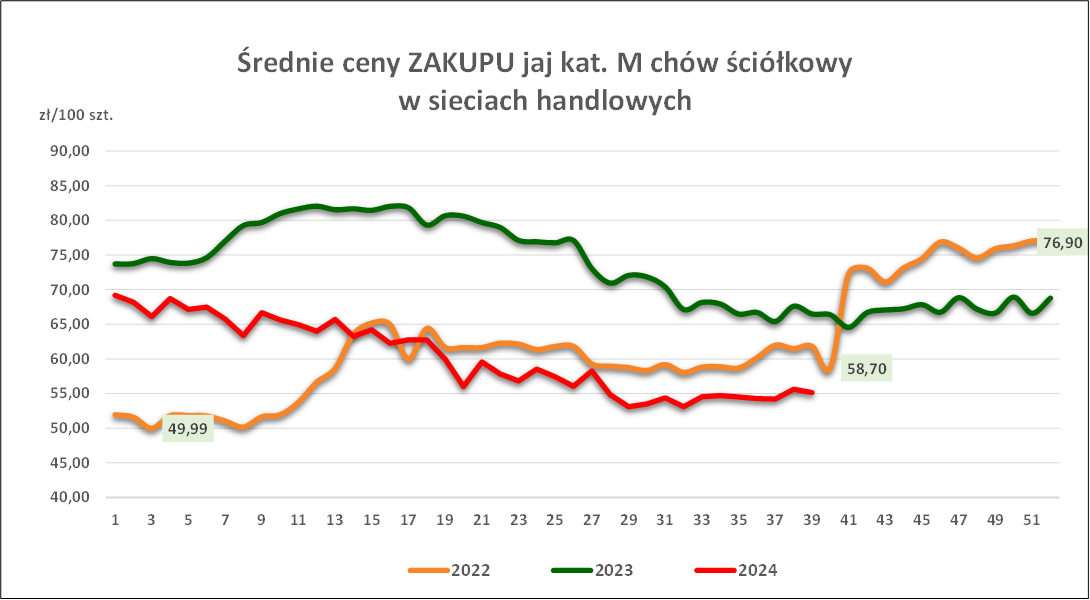 Średnie ceny ZAKUPU jaj kat. M chów ściółkowy
w sieciach handlowych
zł/100 szt.
90,00
85,00
80,00
75,00
76,90
70,00
65,00
60,00
58,70
55,00
50,00
49,99
45,00
40,00
1 3 5 7 9 11 13 15 17 19 21 23 25 27 29 31 33 35 37 39 41 43 45 47 49 51
2022 2023 2024